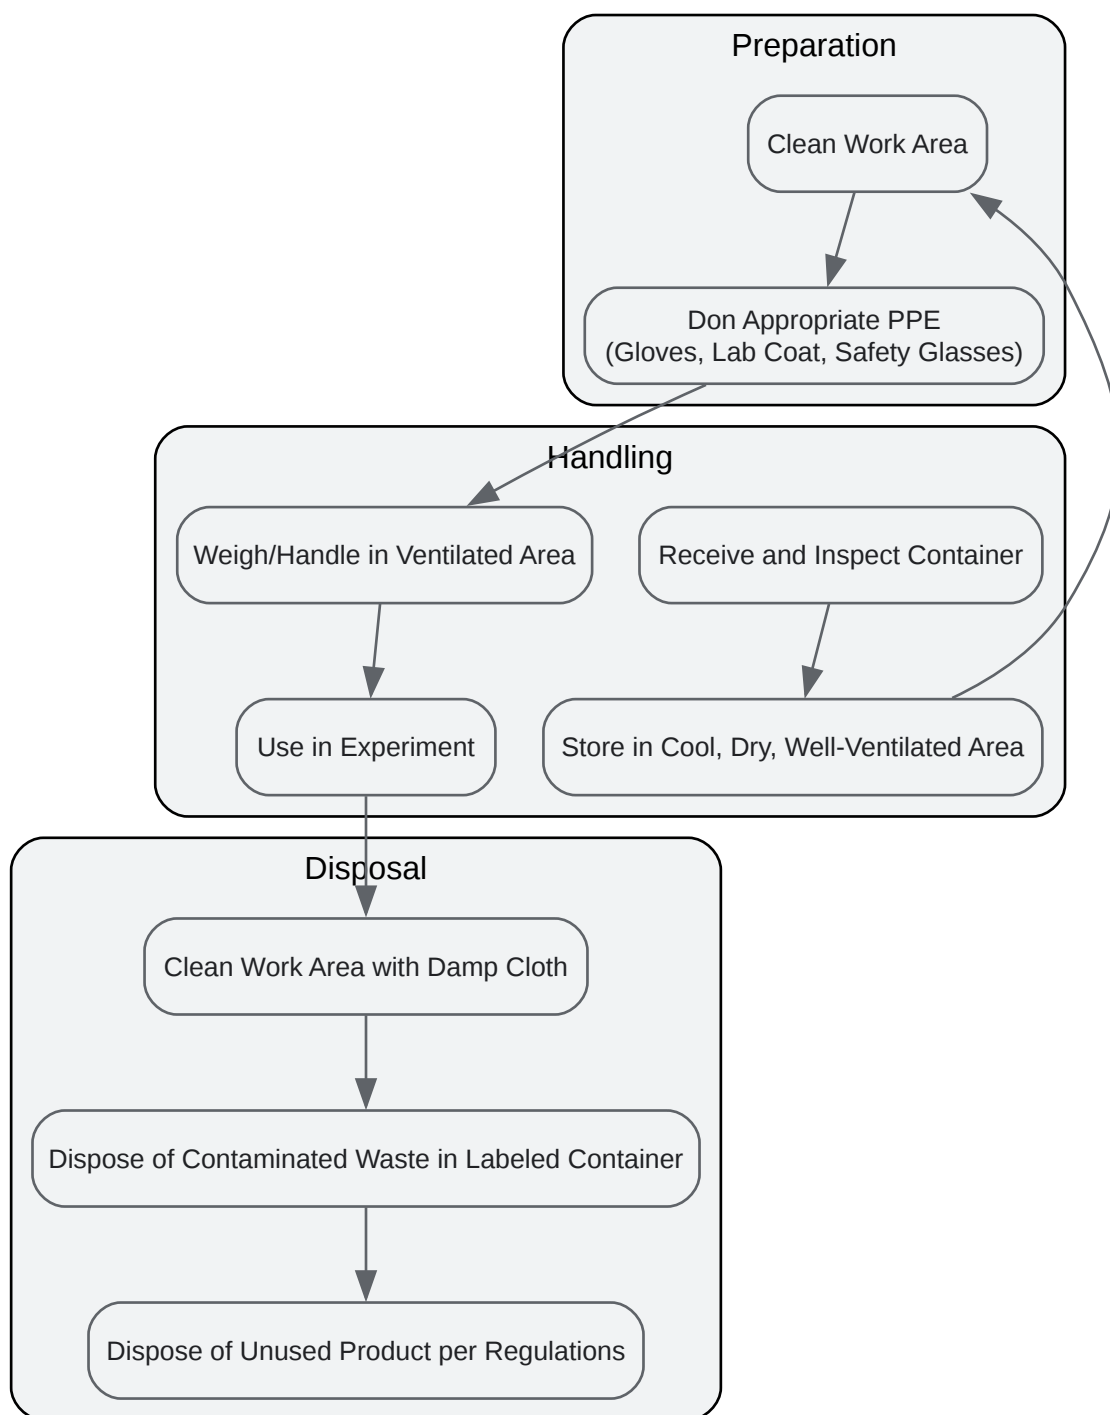 Preparation
Clean Work Area
Don Appropriate PPE
(Gloves, Lab Coat, Safety Glasses)
Handling
Weigh/Handle in Ventilated Area
Receive and Inspect Container
Use in Experiment
Store in Cool, Dry, Well-Ventilated Area
Disposal
Clean Work Area with Damp Cloth
Dispose of Contaminated Waste in Labeled Container
Dispose of Unused Product per Regulations